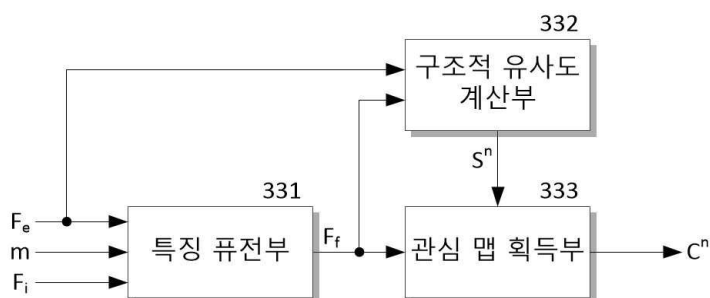 332
구조적 유사도
계산부
S^n
331
333
F_e
m
F_i
특징 퓨전부
F_f
관심 맵 획득부
C^n